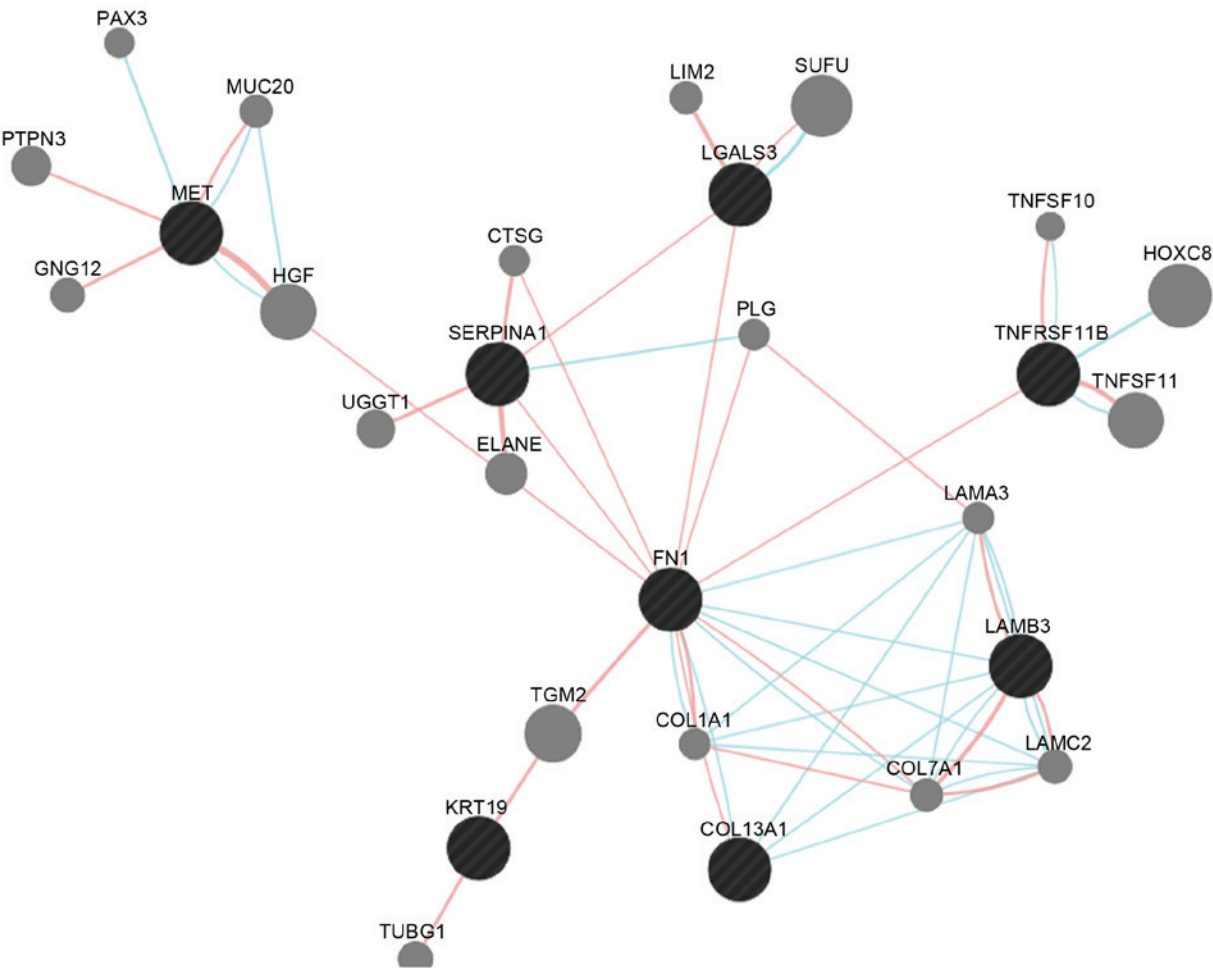 PAX3
LIM2
SUFU
MUC20
PTPN3
LGALS3
MET
TNFSF10
CTSG
HOXC8
GNG12
HGF
PLG
SERPINA1
TNFRSF11B
TNFSF11
UGGT1
ELANE
LAMA3
FN1
LAMB3
TGM2
COL1A1
LAMC2
COL7A1
KRT19
COL13A1
TUBG1